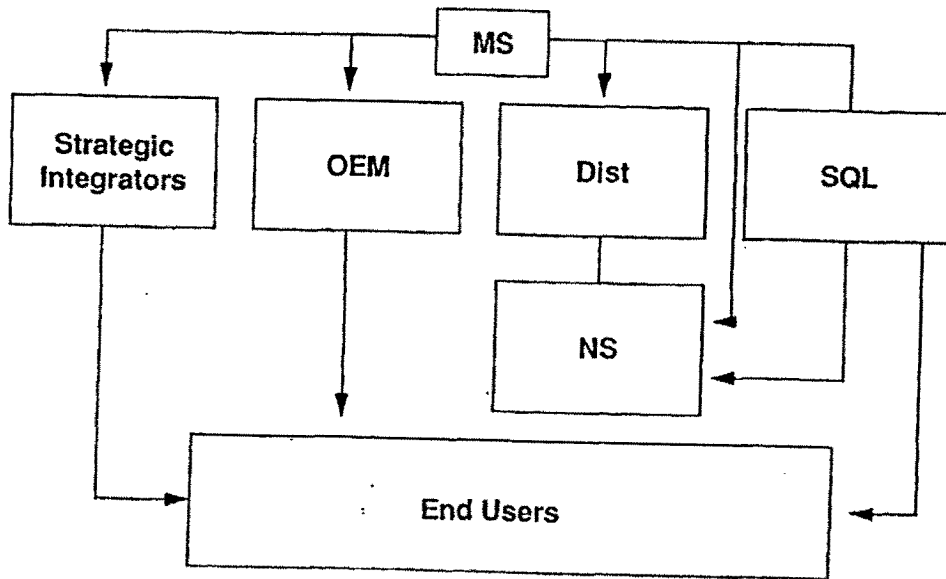 MS
Strategic
Integrators
OEM
Dist
SQL
NS
End Users